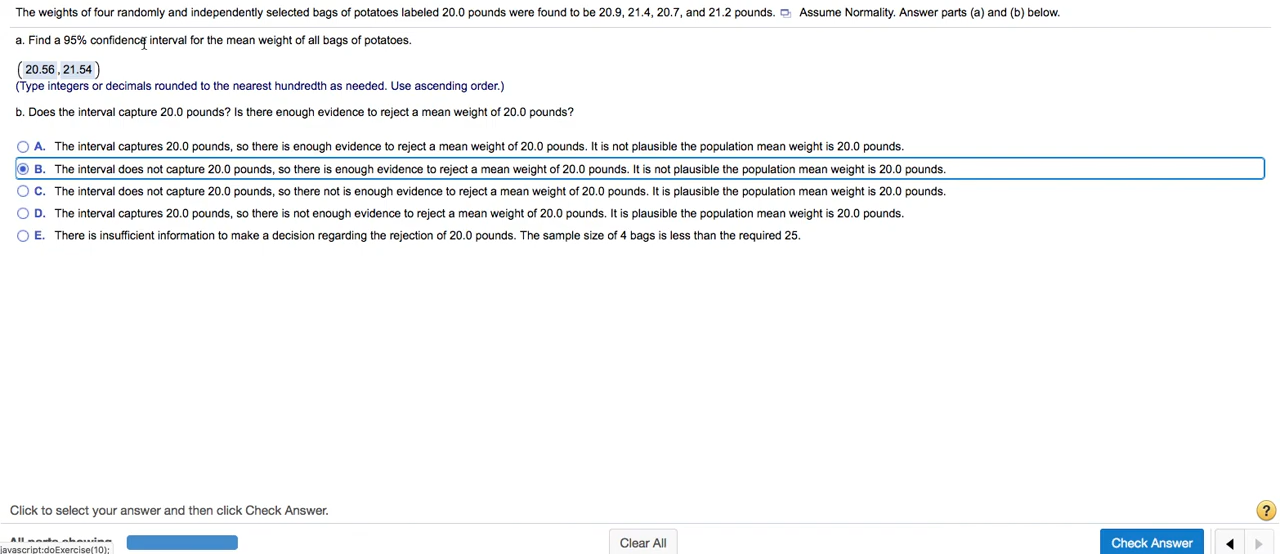 The weights of four randomly and independently selected bags of potatoes labeled 20.0 pounds were found to be 20.9, 21.4, 20.7, and 21.2 pounds. Assume Normality. Answer parts (a) and (b) below.
a. Find a 95% confidence interval for the mean weight of all bags of potatoes.
(20.56, 21.54)
(Type integers or decimals rounded to the nearest hundredth as needed. Use ascending order.)
b. Does the interval capture 20.0 pounds? Is there enough evidence to reject a mean weight of 20.0 pounds?
A. The interval captures 20.0 pounds, so there is enough evidence to reject a mean weight of 20.0 pounds. It is not plausible the population mean weight is 20.0 pounds.
B. The interval does not capture 20.0 pounds, so there is enough evidence to reject a mean weight of 20.0 pounds. It is not plausible the population mean weight is 20.0 pounds.
C. The interval does not capture 20.0 pounds, so there not is enough evidence to reject a mean weight of 20.0 pounds. It is plausible the population mean weight is 20.0 pounds.
D. The interval captures 20.0 pounds, so there is not enough evidence to reject a mean weight of 20.0 pounds. It is plausible the population mean weight is 20.0 pounds.
E. There is insufficient information to make a decision regarding the rejection of 20.0 pounds. The sample size of 4 bags is less than the required 25.
Click to select your answer and then click Check Answer.
?
All parts showing
javascript:doExercise(10);
Clear All
Check Answer